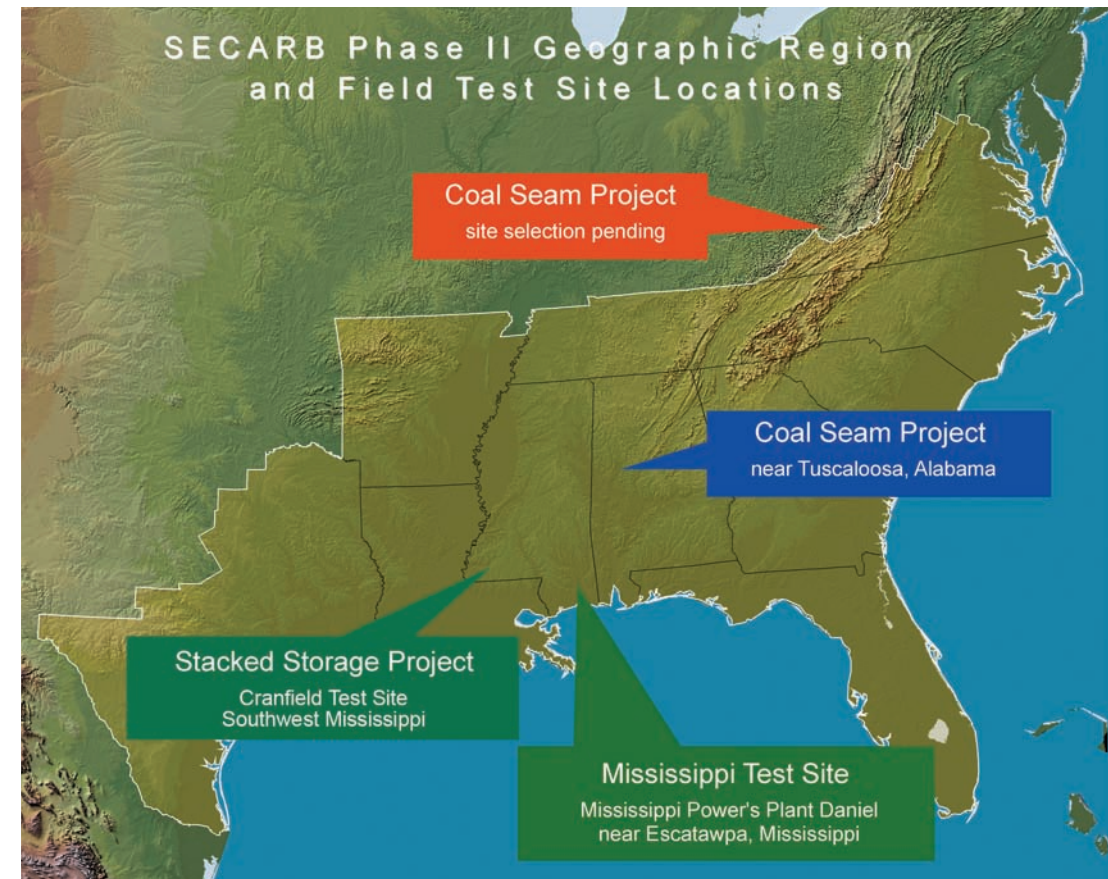 SECARB Phase II Geographic Region
and Field Test Site Locations
Coal Seam Project
site selection pending
Coal Seam Project
near Tuscaloosa, Alabama
Stacked Storage Project
Cranfield Test Site
Southwest Mississippi
Mississippi Test Site
Mississippi Power's Plant Daniel
near Escatawpa, Mississippi